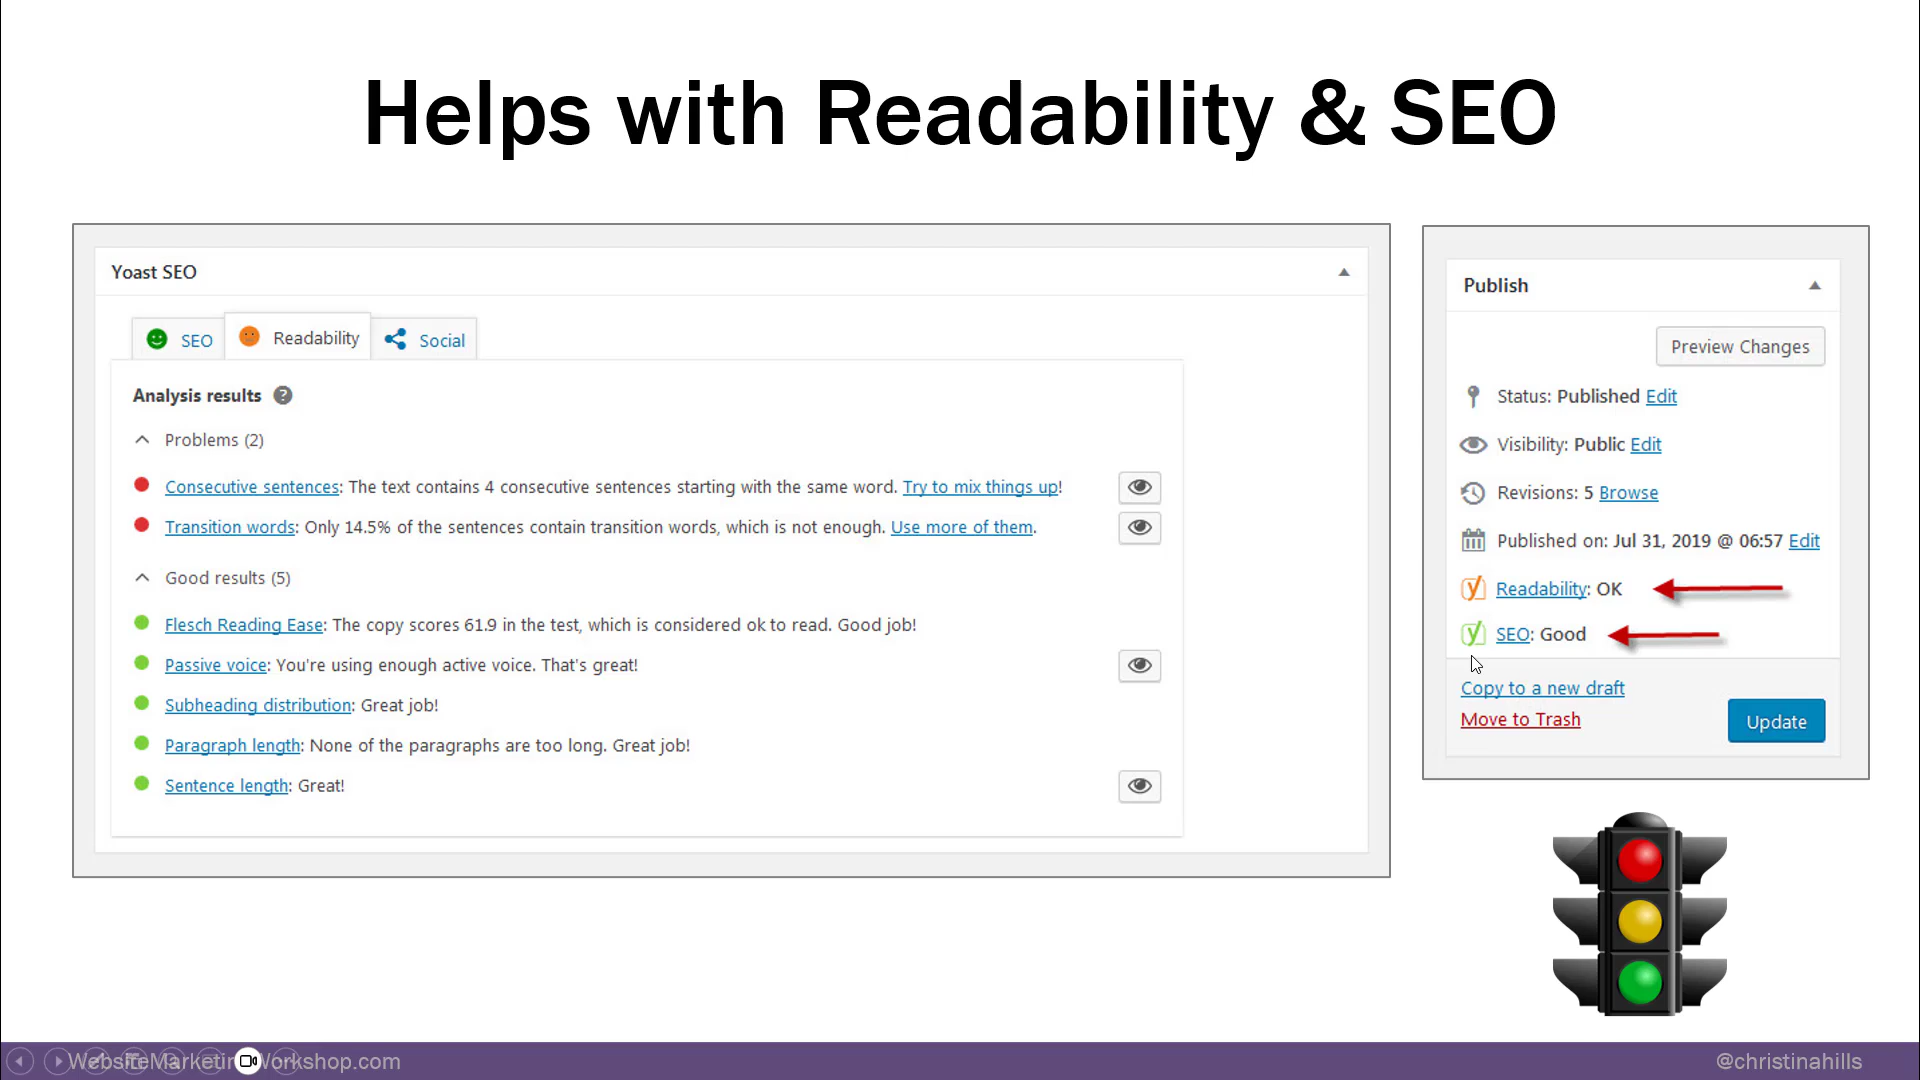 Helps with Readability & SEO
Yoast SEO
SEO
Readability
Social
Analysis results
Problems (2)
Consecutive sentences: The text contains 4 consecutive sentences starting with the same word. Try to mix things up!
Transition words: Only 14.5% of the sentences contain transition words, which is not enough. Use more of them.
Good results (5)
Flesch Reading Ease: The copy scores 61.9 in the test, which is considered ok to read. Good job!
Passive voice: You're using enough active voice. That's great!
Subheading distribution: Great job!
Paragraph length: None of the paragraphs are too long. Great job!
Sentence length: Great!
Publish
Preview Changes
Status: Published Edit
Visibility: Public Edit
Revisions: 5 Browse
Published on: Jul 31, 2019 @ 06:57 Edit
Readability: OK
SEO: Good
Copy to a new draft
Move to Trash
Update
WebsiteMarketingWorkshop.com
@christinahills